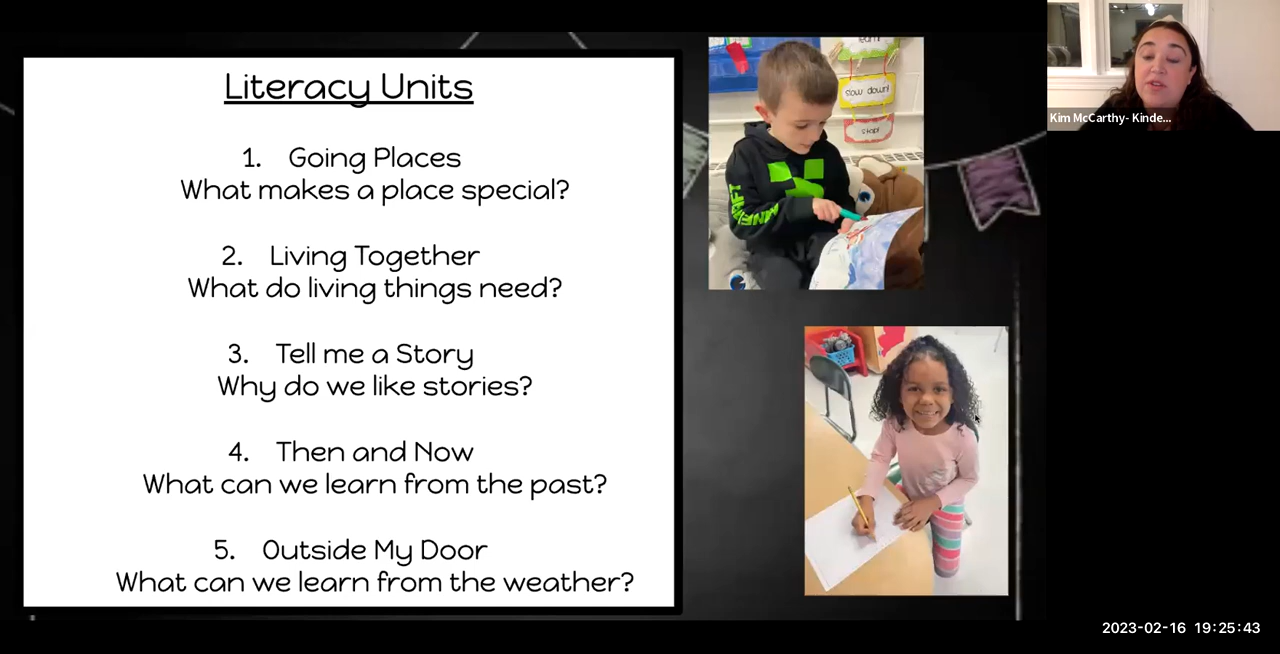 Literacy Units
1. Going Places
What makes a place special?
2. Living Together
What do living things need?
3. Tell me a Story
Why do we like stories?
4. Then and Now
What can we learn from the past?
5. Outside My Door
What can we learn from the weather?
slow down!
stop!
Kim McCarthy- Kinde...
2023-02-16 19:25:43